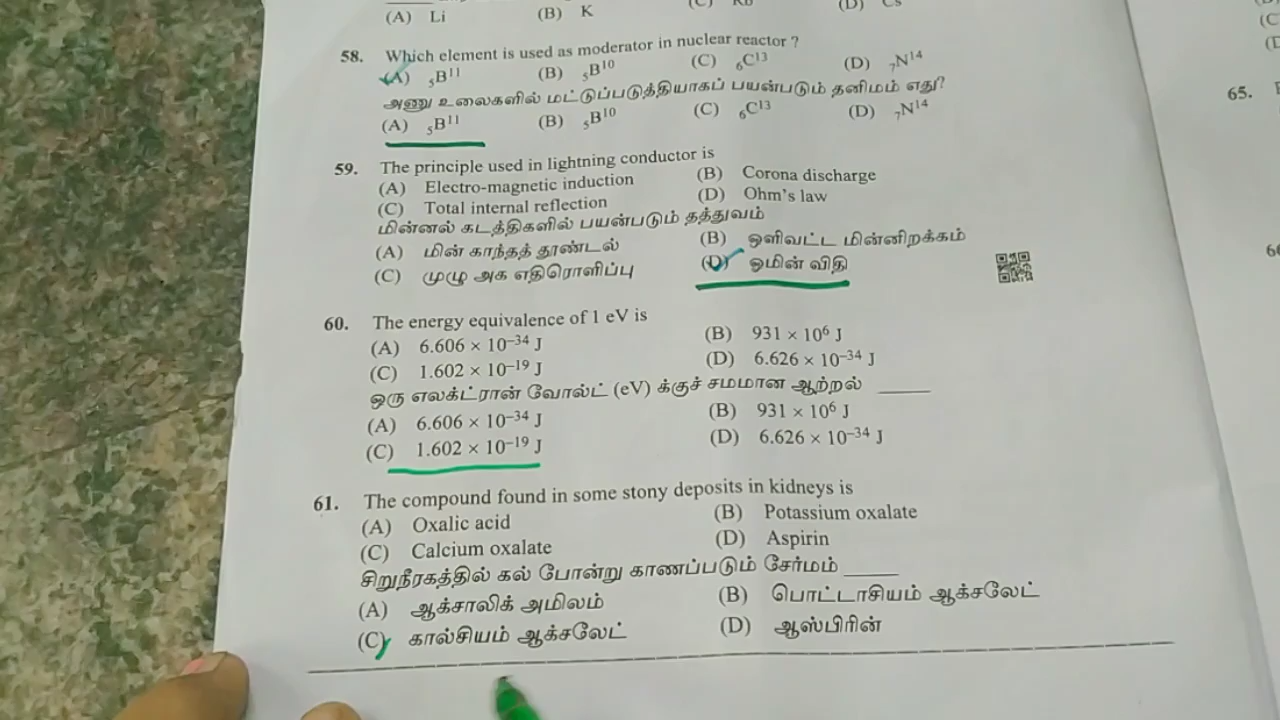 (A) Li (B) K (C) Rb (D) Cs
58. Which element is used as moderator in nuclear reactor ?
(A) ₅B¹¹ (B) ₅B¹⁰ (C) ₆C¹³ (D) ₇N¹⁴
அணு உலைகளில் மட்டுப்படுத்தியாகப் பயன்படும் தனிமம் எது?
(A) ₅B¹¹ (B) ₅B¹⁰ (C) ₆C¹³ (D) ₇N¹⁴
59. The principle used in lightning conductor is
(A) Electro-magnetic induction (B) Corona discharge
(C) Total internal reflection (D) Ohm's law
மின்னல் கடத்திகளில் பயன்படும் தத்துவம்
(A) மின் காந்தத் தூண்டல் (B) ஒளிவட்ட மின்னிறக்கம்
(C) முழு அக எதிரொளிப்பு (D) ஓமின் விதி
60. The energy equivalence of 1 eV is
(A) 6.606 × 10⁻³⁴ J (B) 931 × 10⁶ J
(C) 1.602 × 10⁻¹⁹ J (D) 6.626 × 10⁻³⁴ J
ஒரு எலக்ட்ரான் வோல்ட் (eV) க்குச் சமமான ஆற்றல் _____
(A) 6.606 × 10⁻³⁴ J (B) 931 × 10⁶ J
(C) 1.602 × 10⁻¹⁹ J (D) 6.626 × 10⁻³⁴ J
61. The compound found in some stony deposits in kidneys is
(A) Oxalic acid (B) Potassium oxalate
(C) Calcium oxalate (D) Aspirin
சிறுநீரகத்தில் கல் போன்று காணப்படும் சேர்மம் _____
(A) ஆக்சாலிக் அமிலம் (B) பொட்டாசியம் ஆக்சலேட்
(C) கால்சியம் ஆக்சலேட் (D) ஆஸ்பிரின்
65.